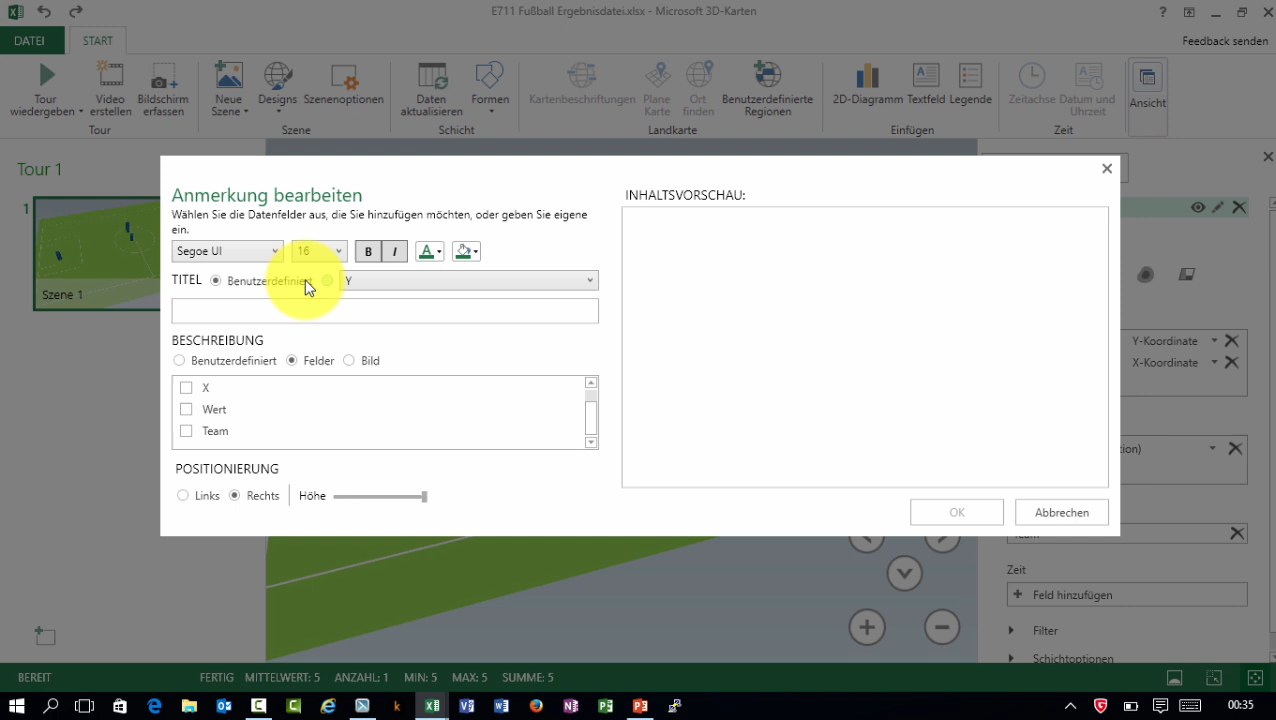 E711 Fußball Ergebnisdatei.xlsx - Microsoft 3D-Karten
DATEI START Feedback senden
Tour wiedergeben
Video erstellen
Bildschirm erfassen
Neue Szene
Designs
Szenenoptionen
Daten aktualisieren
Formen
Kartenbeschriftungen
Plane Karte
Ort finden
Benutzerdefinierte Regionen
2D-Diagramm
Textfeld
Legende
Zeitachse
Datum und Uhrzeit
Ansicht
Tour Szene Schicht Landkarte Einfügen Zeit
Tour 1
1
Szene 1
Anmerkung bearbeiten
Wählen Sie die Datenfelder aus, die Sie hinzufügen möchten, oder geben Sie eigene
ein.
Segoe UI 16 B I A
TITEL Benutzerdefiniert Y
BESCHREIBUNG
Benutzerdefiniert Felder Bild
X
Wert
Team
POSITIONIERUNG
Links Rechts Höhe
INHALTSVORSCHAU:
OK Abbrechen
Y-Koordinate
X-Koordinate
Zeit
Feld hinzufügen
Filter
Schichtoptionen
BEREIT FERTIG MITTELWERT: 5 ANZAHL: 1 MIN: 5 MAX: 5 SUMME: 5
00:35